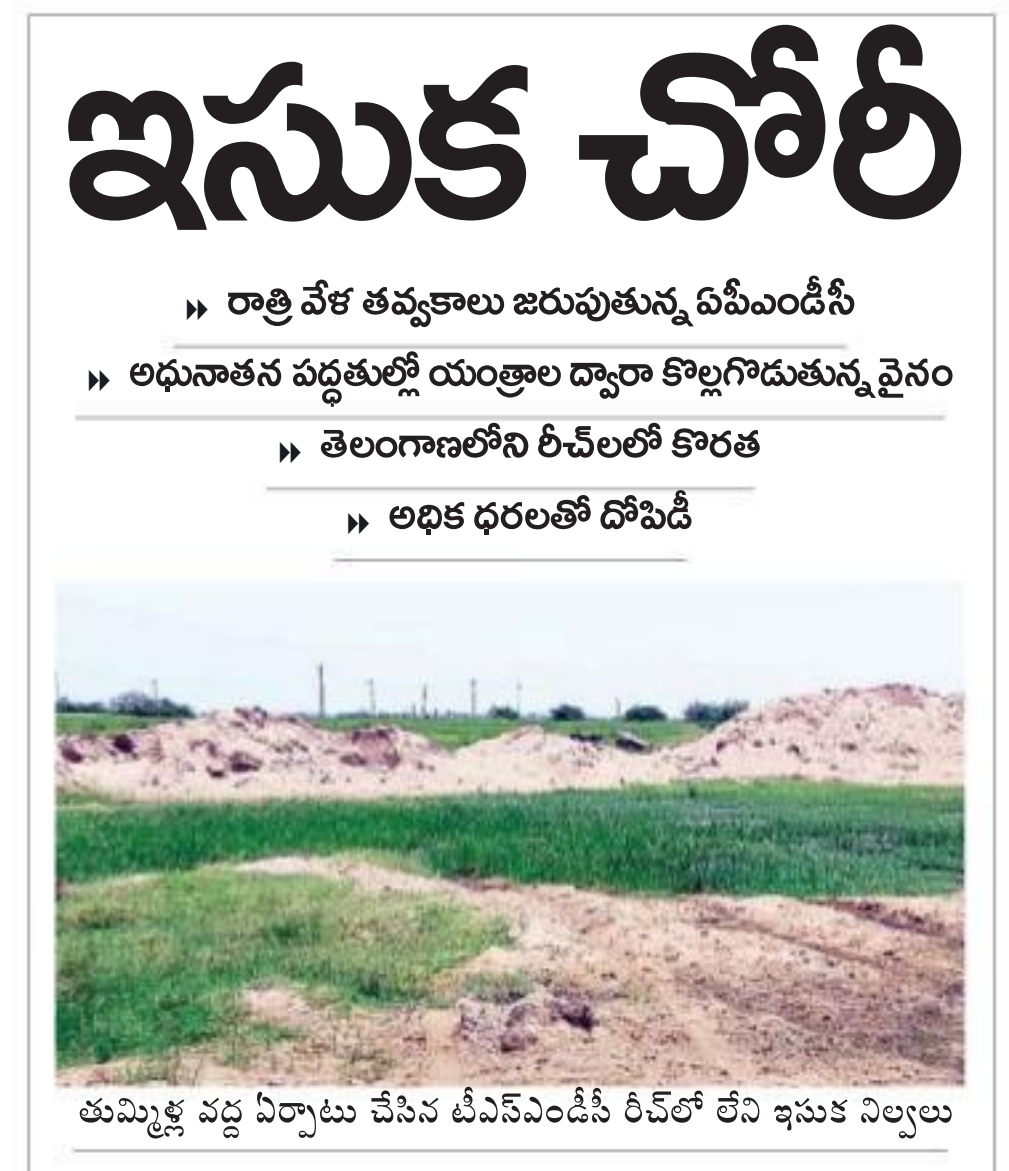 ఇసుక చోరీ
రాత్రి వేళ తవ్వకాలు జరుపుతున్న ఏపీఎండీసీ
అధునాతన పద్ధతుల్లో యంత్రాల ద్వారా కొల్లగొడుతున్న వైనం
తెలంగాణలోని రీచ్‌లలో కొరత
అధిక ధరలతో దోపిడీ
తుమ్మిళ్ల వద్ద ఏర్పాటు చేసిన టీఎస్ఎండీసీ రీచ్‌లో లేని ఇసుక నిల్వలు